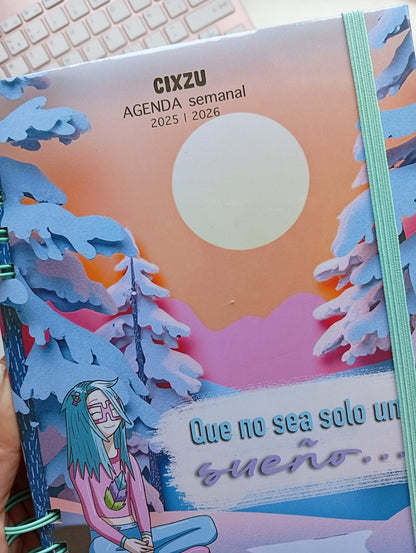 CIXZU
AGENDA semanal
2025 | 2026
Que no sea solo un
sueño...